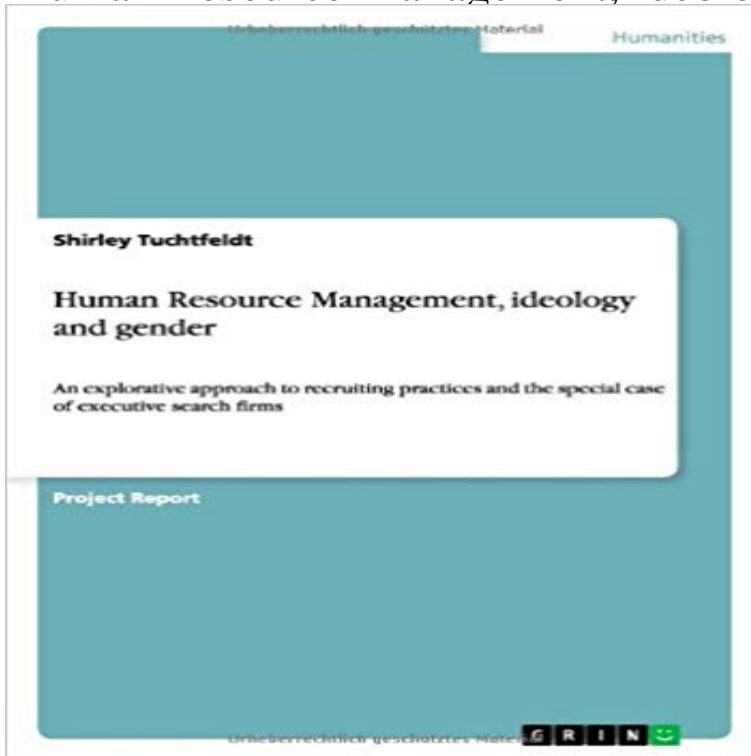 Urheberrechtlich geschütztes Material
Humanities
Shirley Tuchtfeldt
Human Resource Management, ideology
and gender
An explorative approach to recruiting practices and the special case
of executive search firms
Project Report
Urheberrechtlich geschütztes
GRIN